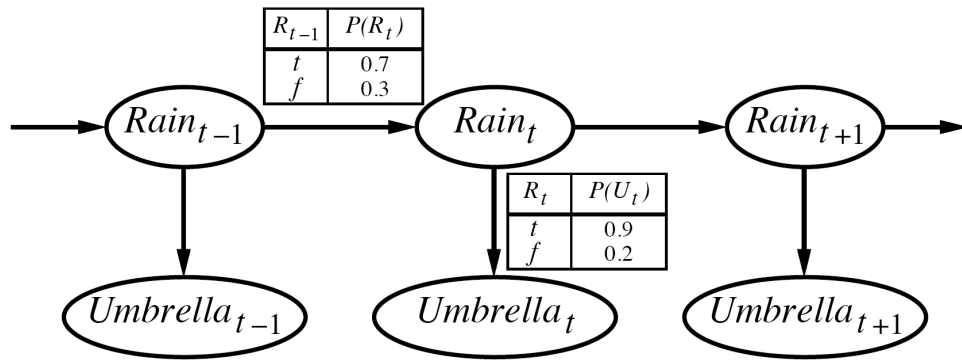 R_{t-1} P(R_t)
t 0.7
f 0.3
Rain_{t-1} Rain_t Rain_{t+1}
R_t P(U_t)
t 0.9
f 0.2
Umbrella_{t-1} Umbrella_t Umbrella_{t+1}